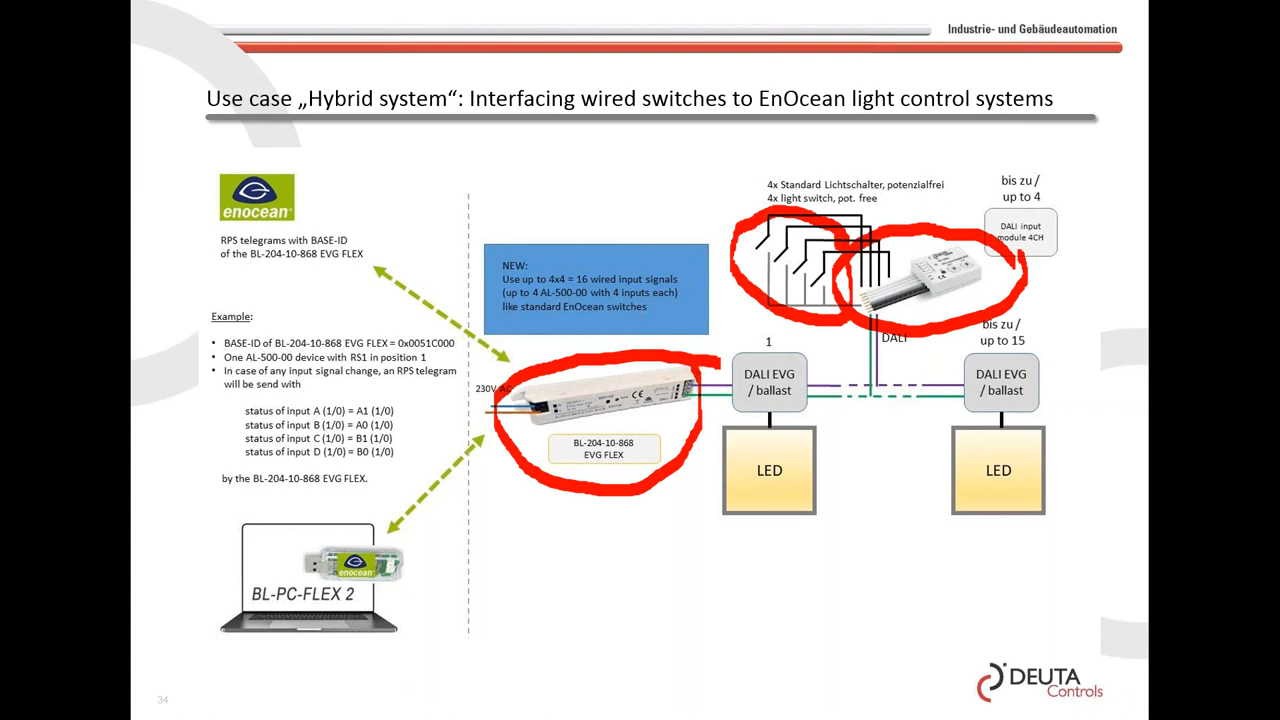 Industrie- und Gebäudeautomation
Use case „Hybrid system“: Interfacing wired switches to EnOcean light control systems
enocean®
RPS telegrams with BASE-ID
of the BL-204-10-868 EVG FLEX
Example:
• BASE-ID of BL-204-10-868 EVG FLEX = 0x0051C000
• One AL-500-00 device with RS1 in position 1
• In case of any input signal change, an RPS telegram
will be send with
status of input A (1/0) = A1 (1/0)
status of input B (1/0) = A0 (1/0)
status of input C (1/0) = B1 (1/0)
status of input D (1/0) = B0 (1/0)
by the BL-204-10-868 EVG FLEX.
enocean
BL-PC-FLEX 2
NEW:
Use up to 4x4 = 16 wired input signals
(up to 4 AL-500-00 with 4 inputs each)
like standard EnOcean switches
4x Standard Lichtschalter, potenzialfrei
4x light switch, pot. free
bis zu /
up to 4
DALI input
module 4CH
DALI
230V AC
BL-204-10-868
EVG FLEX
1
DALI EVG
/ ballast
LED
bis zu /
up to 15
DALI EVG
/ ballast
LED
34
DEUTA
Controls